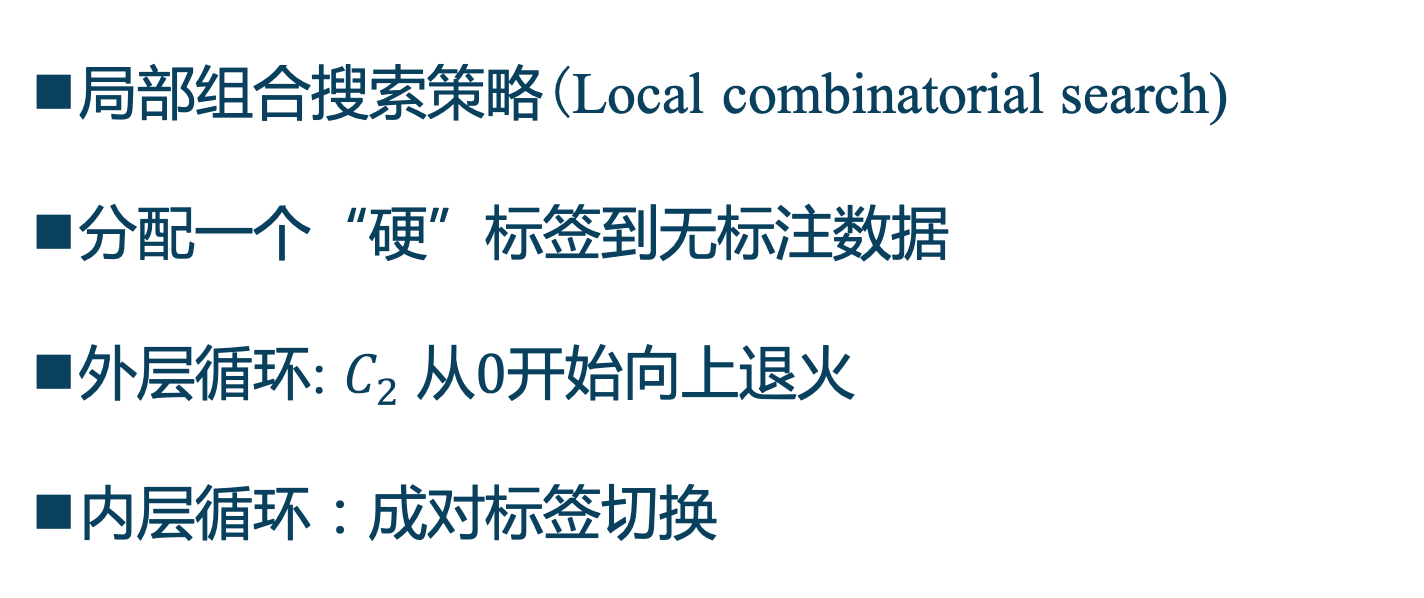 ■局部组合搜索策略(Local combinatorial search)
■分配一个“硬”标签到无标注数据
■外层循环: C₂ 从0开始向上退火
■内层循环：成对标签切换